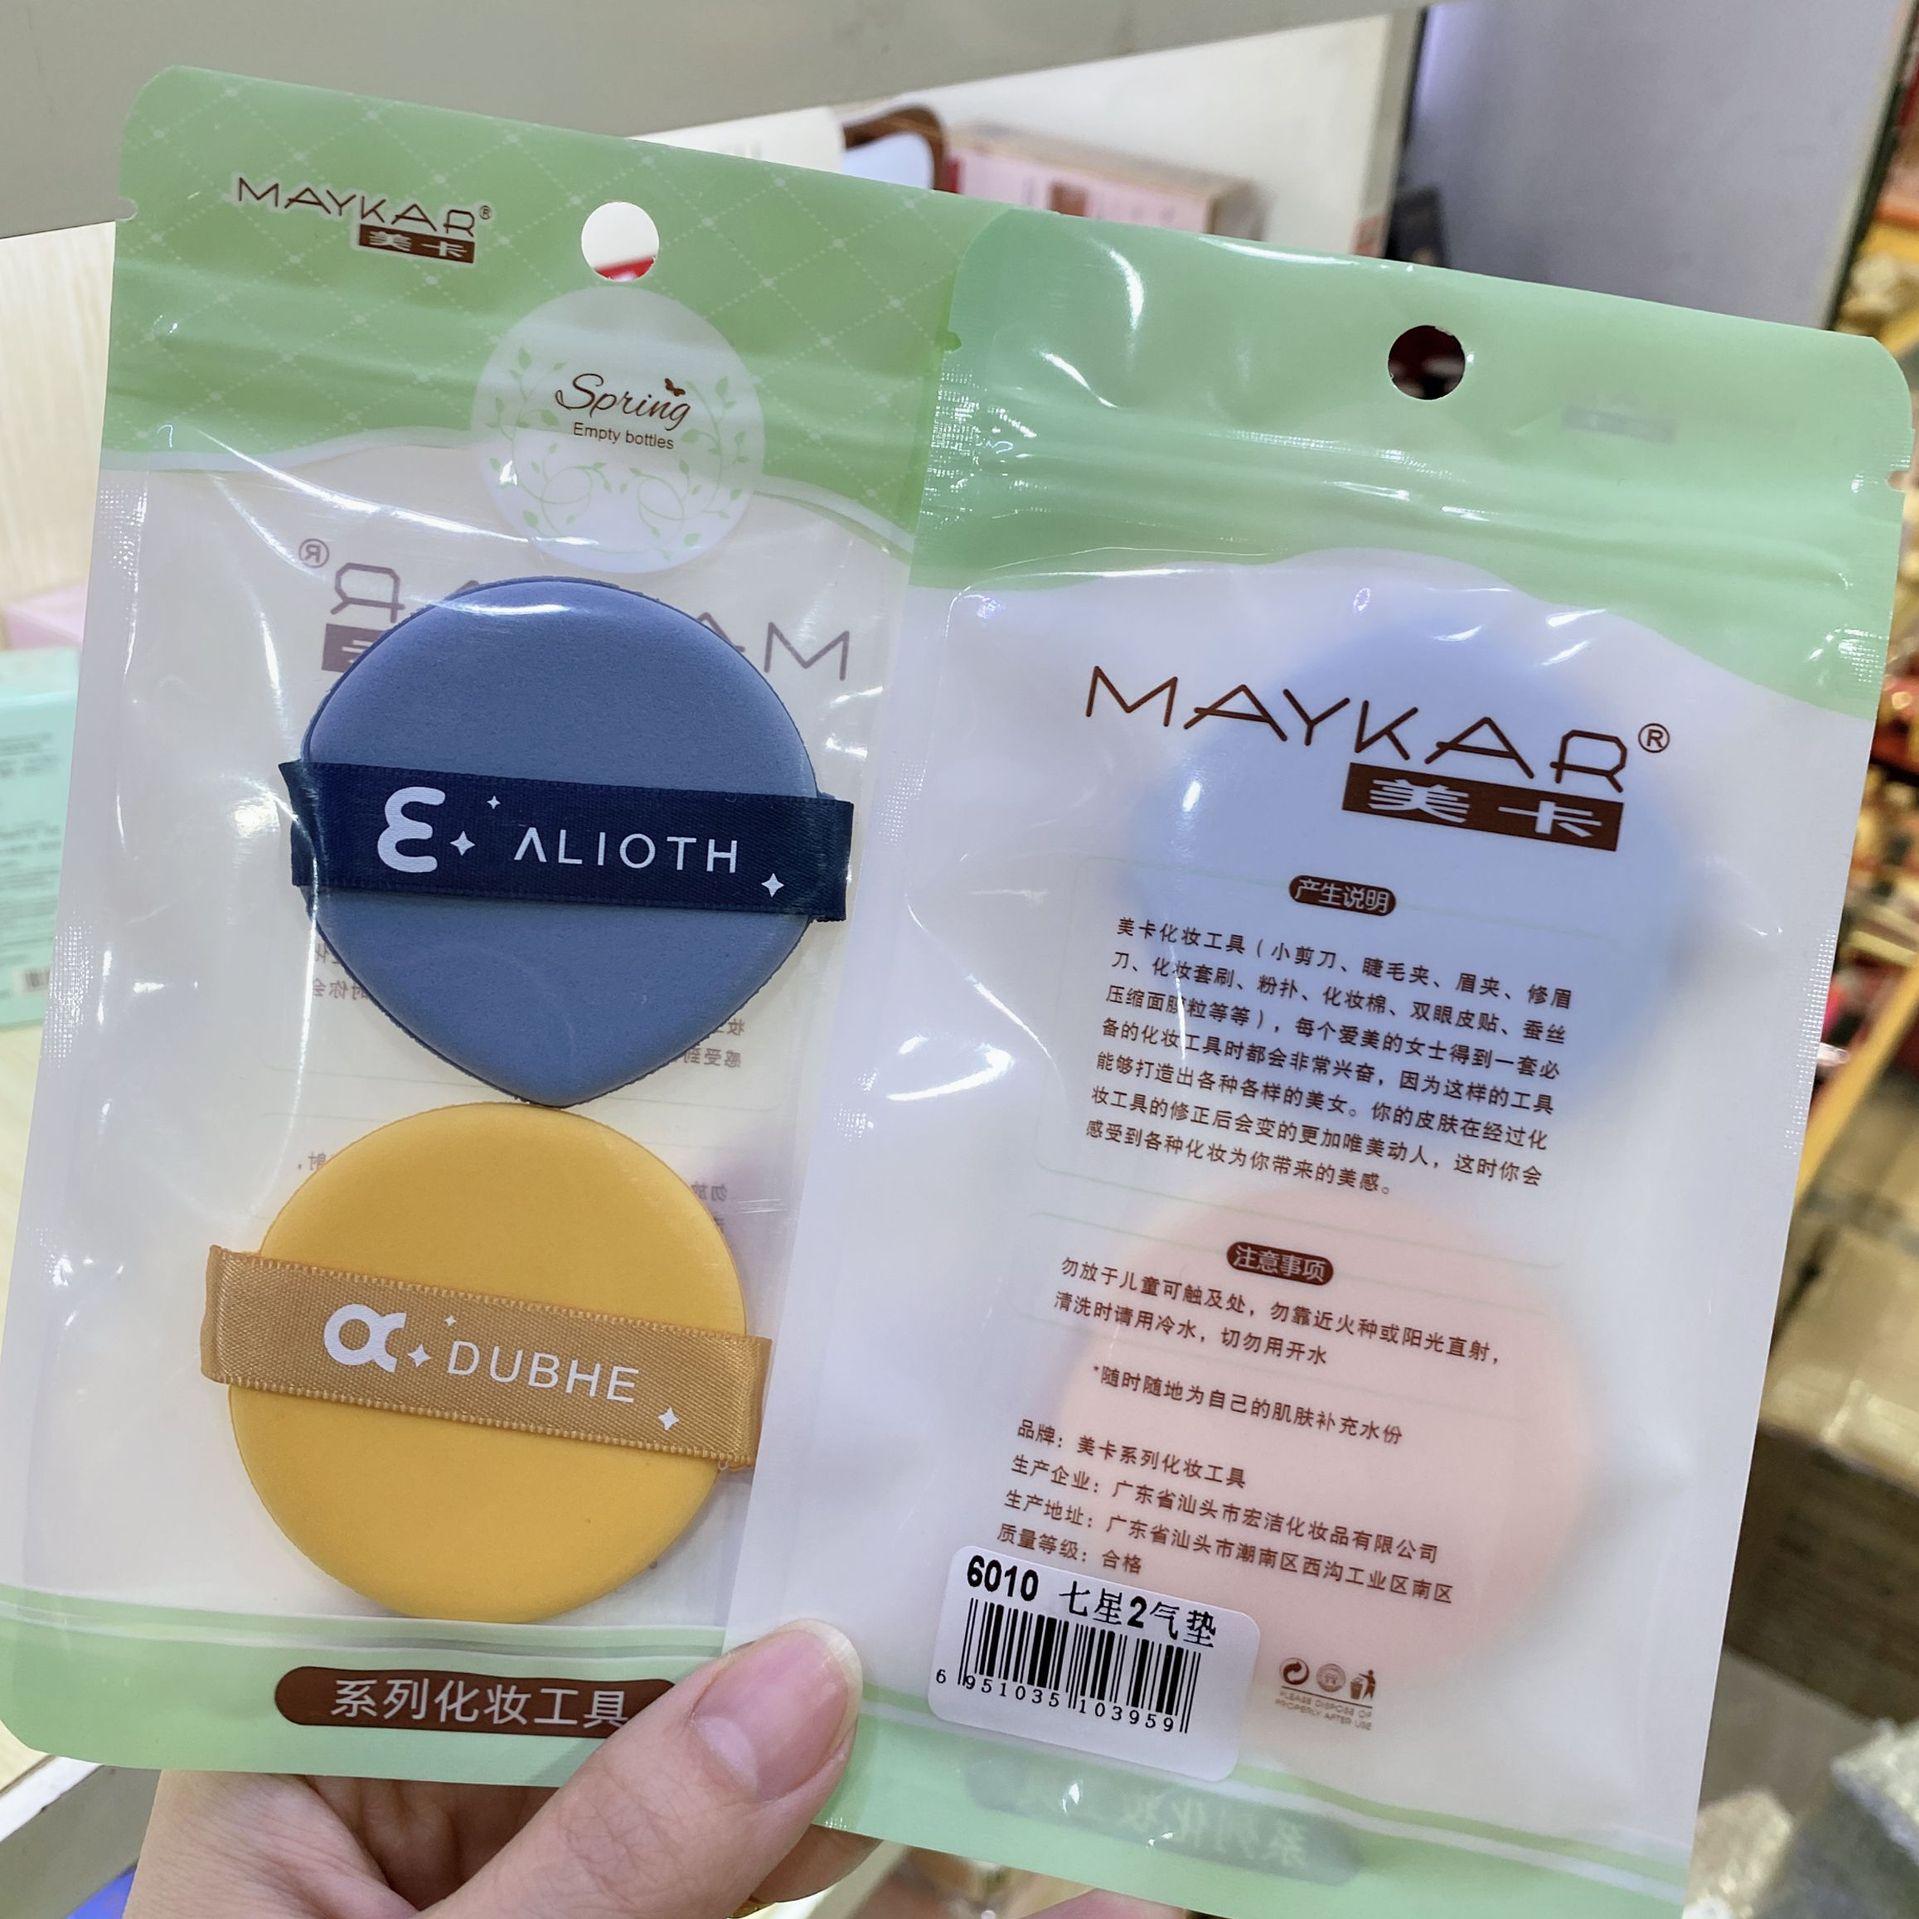 MAYKAR®
美卡
Spring
Empty bottles
ε ALIOTH
α DUBHE
系列化妆工具
MAYKAR®
美卡
产生说明
美卡化妆工具（小剪刀、睫毛夹、眉夹、修眉
刀、化妆套刷、粉扑、化妆棉、双眼皮贴、蚕丝
压缩面膜粒等等），每个爱美的女士得到一套必
备的化妆工具时都会非常兴奋，因为这样的工具
能够打造出各种各样的美女。你的皮肤在经过化
妆工具的修正后会变的更加唯美动人，这时你会
感受到各种化妆为你带来的美感。
注意事项
勿放于儿童可触及处，勿靠近火种或阳光直射，
清洗时请用冷水，切勿用开水
*随时随地为自己的肌肤补充水份
品牌：美卡系列化妆工具
生产企业：广东省汕头市宏洁化妆品有限公司
生产地址：广东省汕头市潮南区西沟工业区南区
质量等级：合格
6010 七星2气垫
6 951035 103959
PLEASE DISPOSE OF
PROPERLY AFTER USE